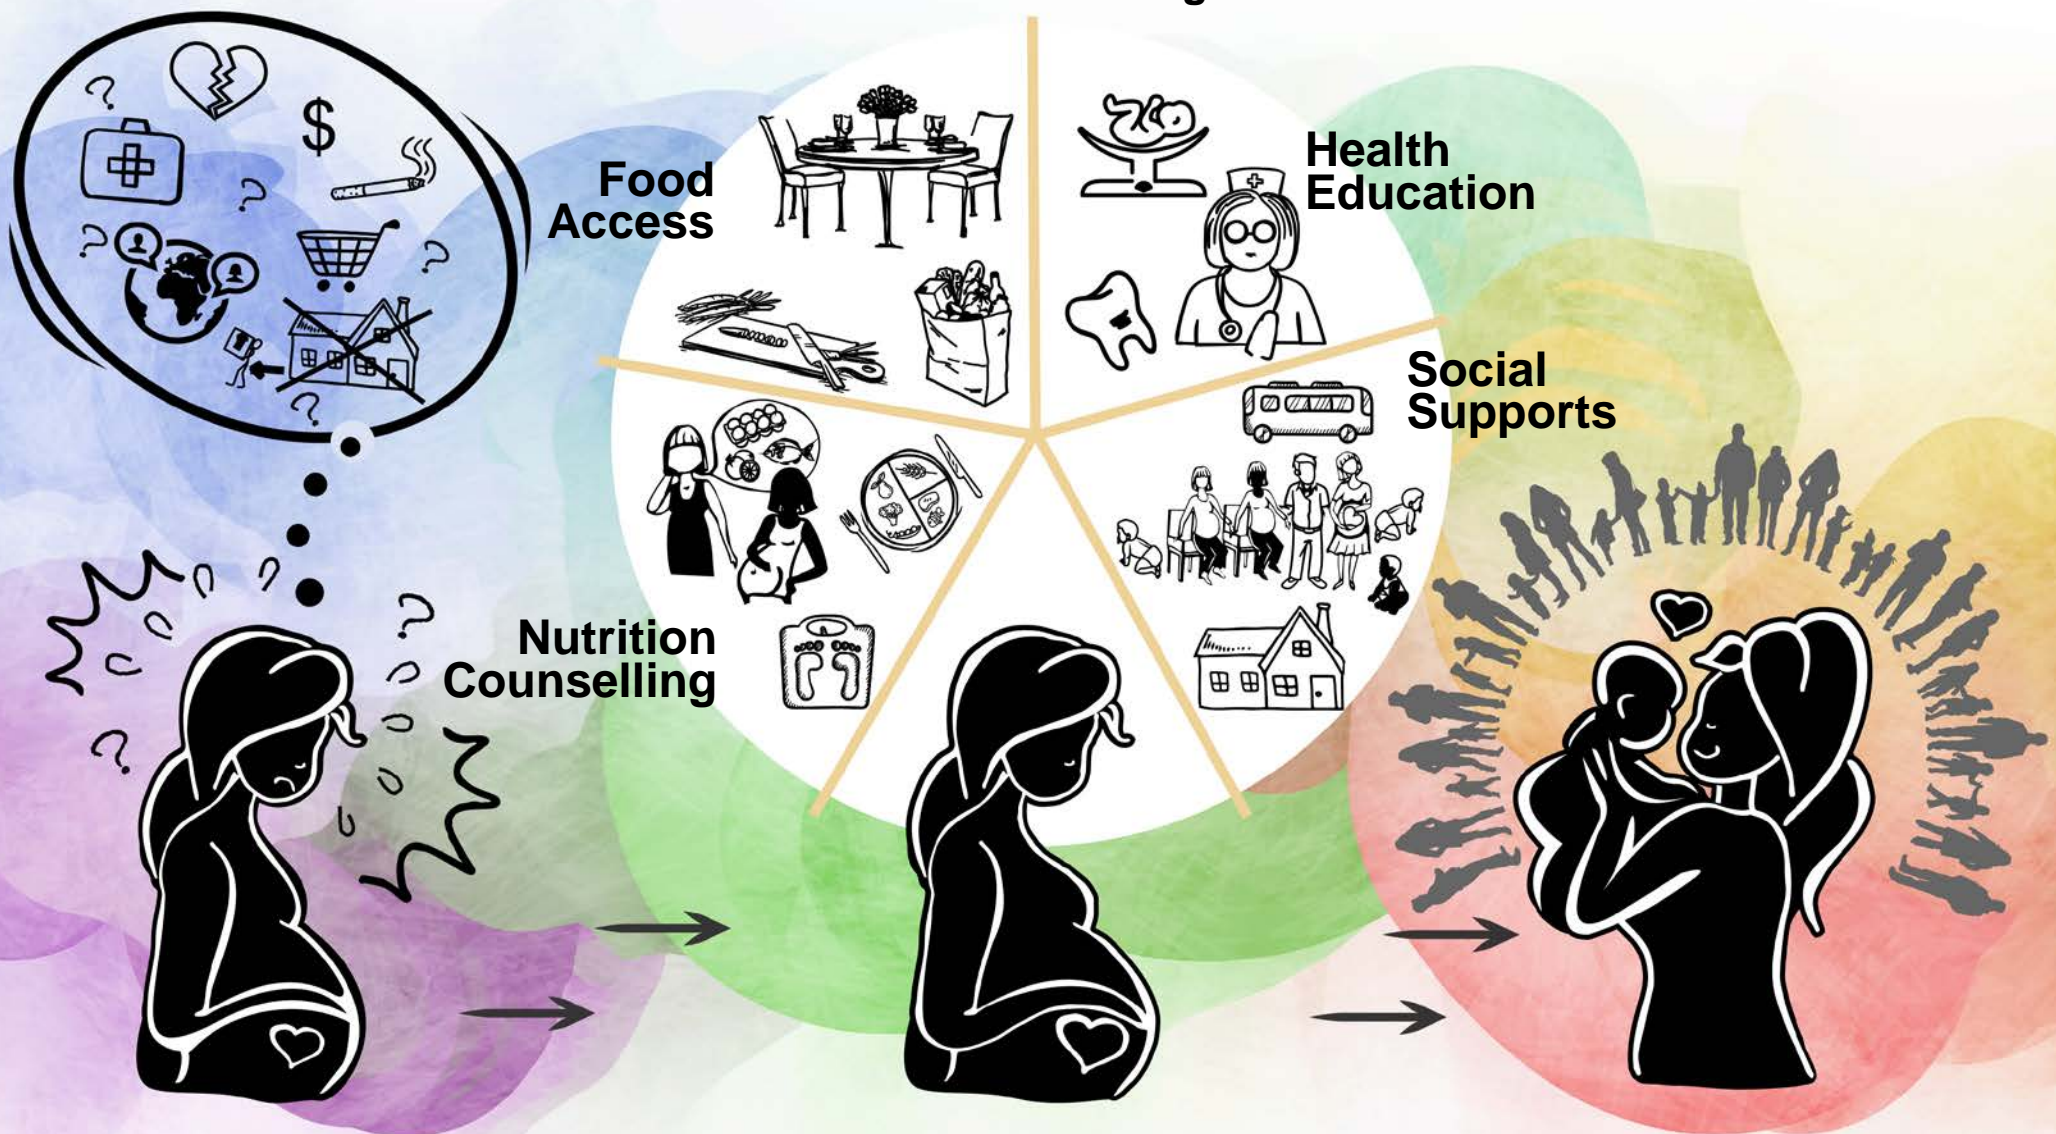 Food
Access
Health
Education
Social
Supports
Nutrition
Counselling
$